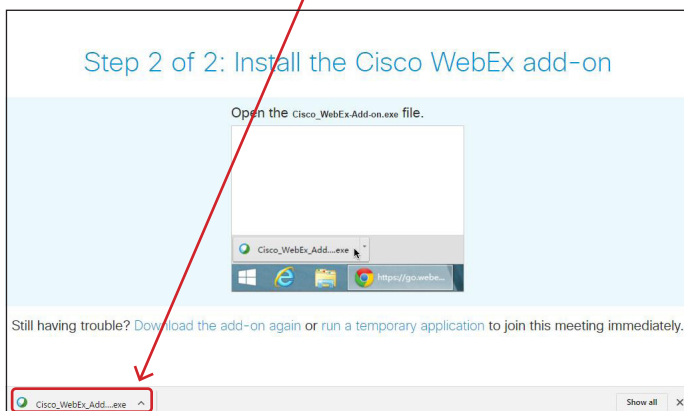 Step 2 of 2: Install the Cisco WebEx add-on
Open the Cisco_WebEx-Add-on.exe file.
Cisco_WebEx_Add....exe
https://go.webe...
Still having trouble? Download the add-on again or run a temporary application to join this meeting immediately.
Cisco_WebEx_Add....exe
Show all